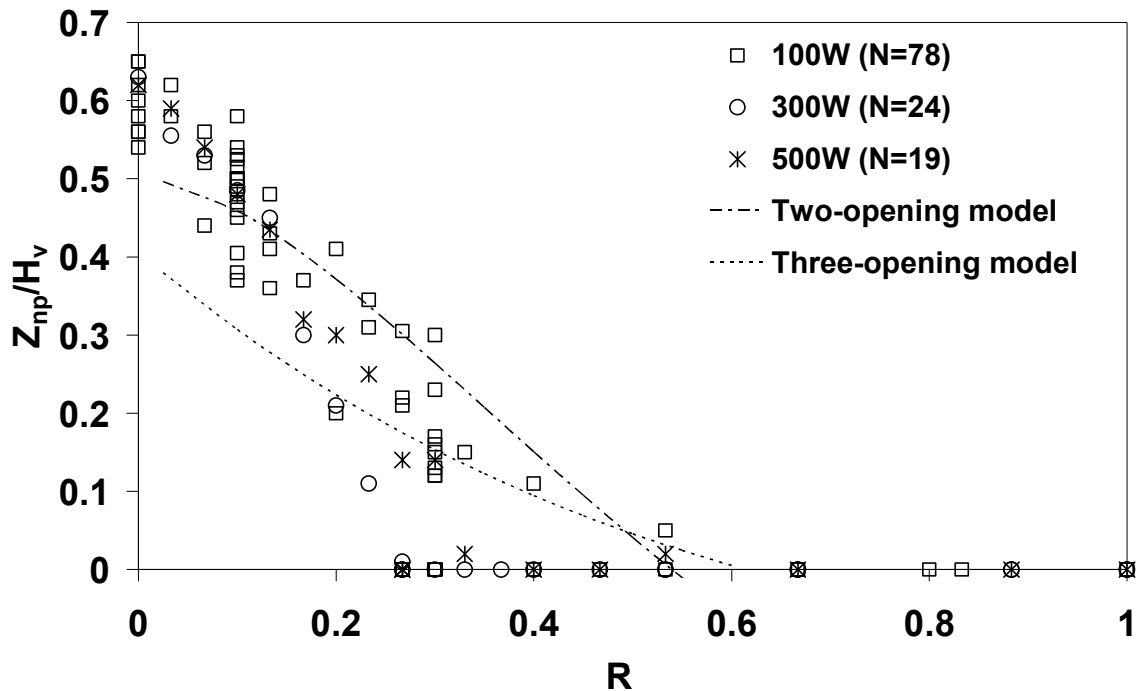 0.7
0.6
0.5
0.4
0.3
0.2
0.1
0
Z_np/H_v
100W (N=78)
300W (N=24)
500W (N=19)
Two-opening model
Three-opening model
0 0.2 0.4 0.6 0.8 1
R